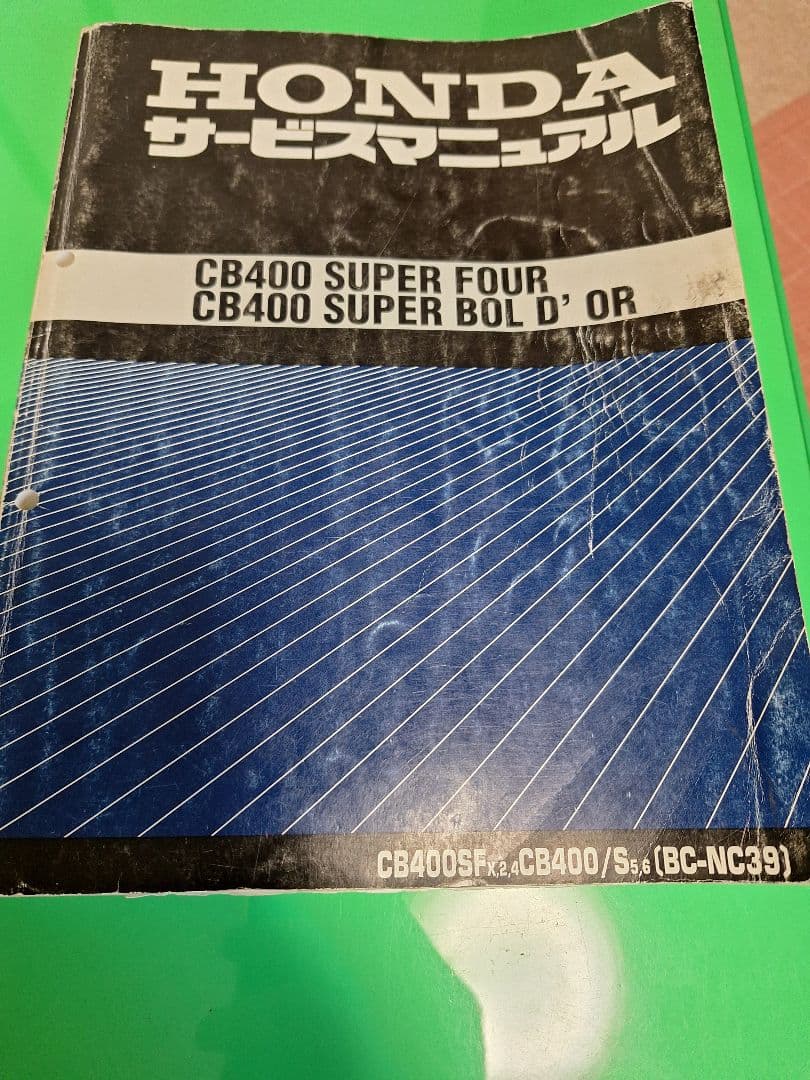 HONDA
サービスマニュアル
CB400 SUPER FOUR
CB400 SUPER BOL D' OR
CB400SFX,2,4CB400/S5,6(BC-NC39)